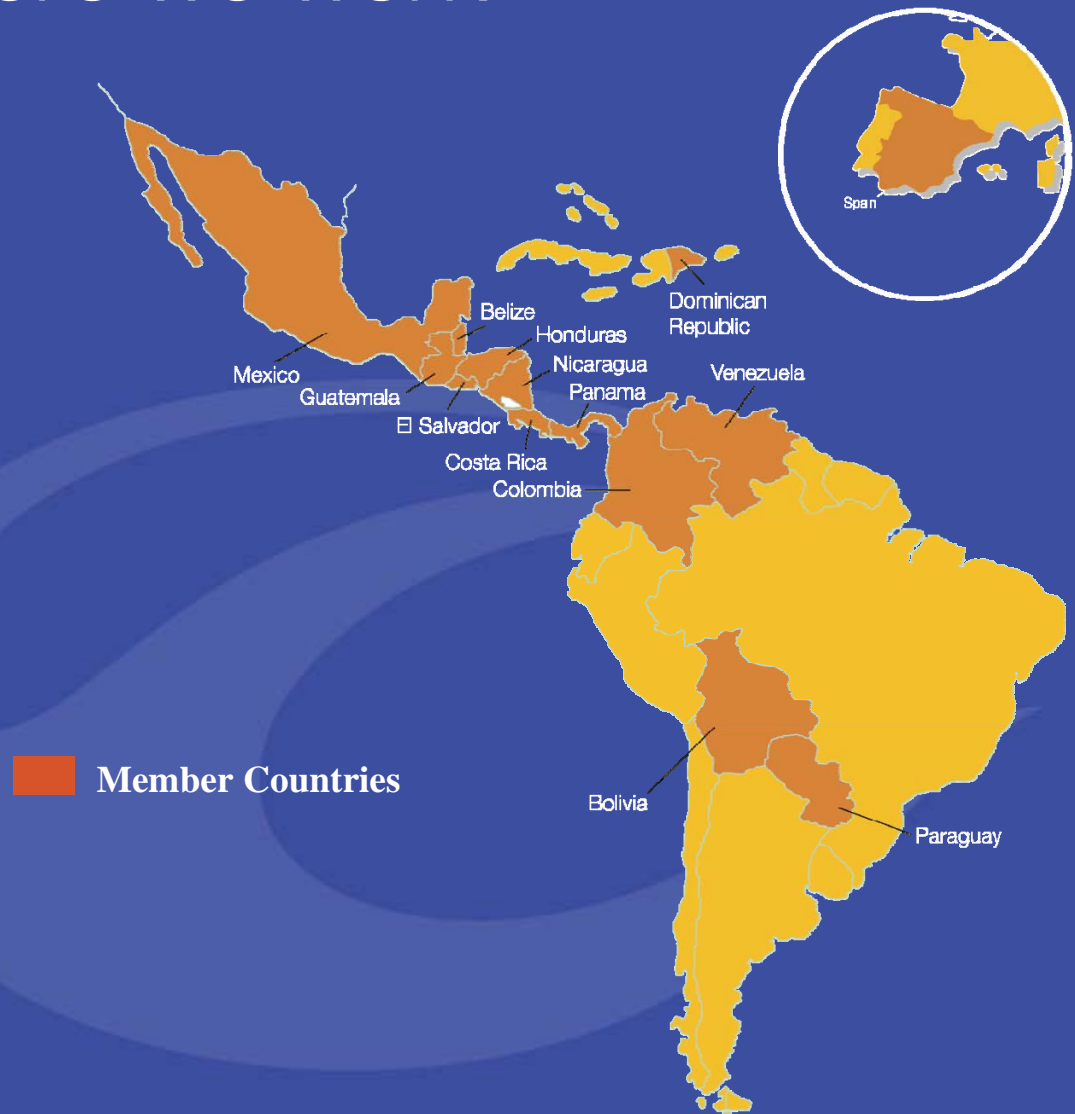 Span
Dominican
Republic
Belize
Honduras
Nicaragua
Panama
Venezuela
Mexico
Guatemala
El Salvador
Costa Rica
Colombia
Member Countries
Bolivia
Paraguay